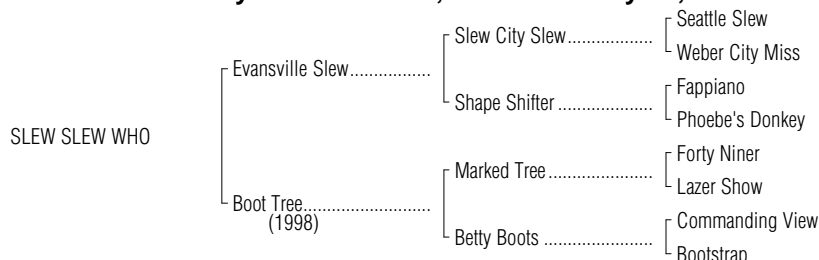 Seattle Slew
Slew City Slew
Weber City Miss
Evansville Slew
Fappiano
Shape Shifter
Phoebe's Donkey
SLEW SLEW WHO
Forty Niner
Marked Tree
Lazer Show
Boot Tree
(1998)
Commanding View
Betty Boots
Bootstrap